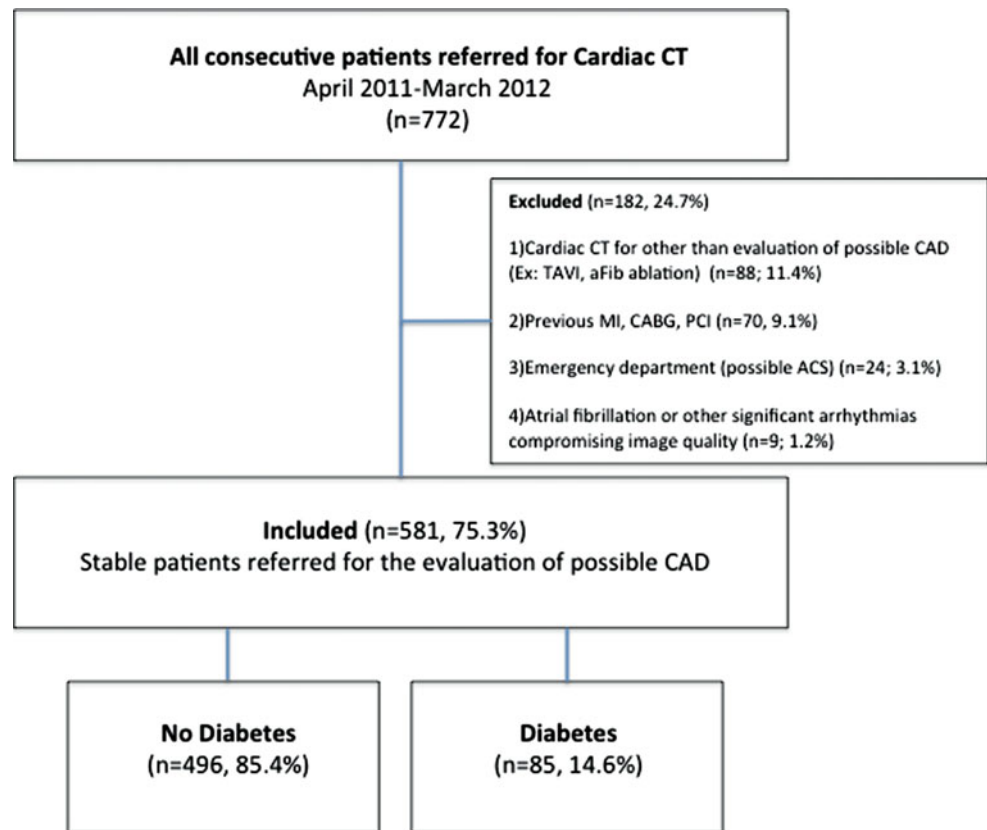 All consecutive patients referred for Cardiac CT
April 2011-March 2012
(n=772)
Excluded (n=182, 24.7%)
1)Cardiac CT for other than evaluation of possible CAD
(Ex: TAVI, aFib ablation) (n=88; 11.4%)
2)Previous MI, CABG, PCI (n=70, 9.1%)
3)Emergency department (possible ACS) (n=24; 3.1%)
4)Atrial fibrillation or other significant arrhythmias
compromising image quality (n=9; 1.2%)
Included (n=581, 75.3%)
Stable patients referred for the evaluation of possible CAD
No Diabetes
(n=496, 85.4%)
Diabetes
(n=85, 14.6%)